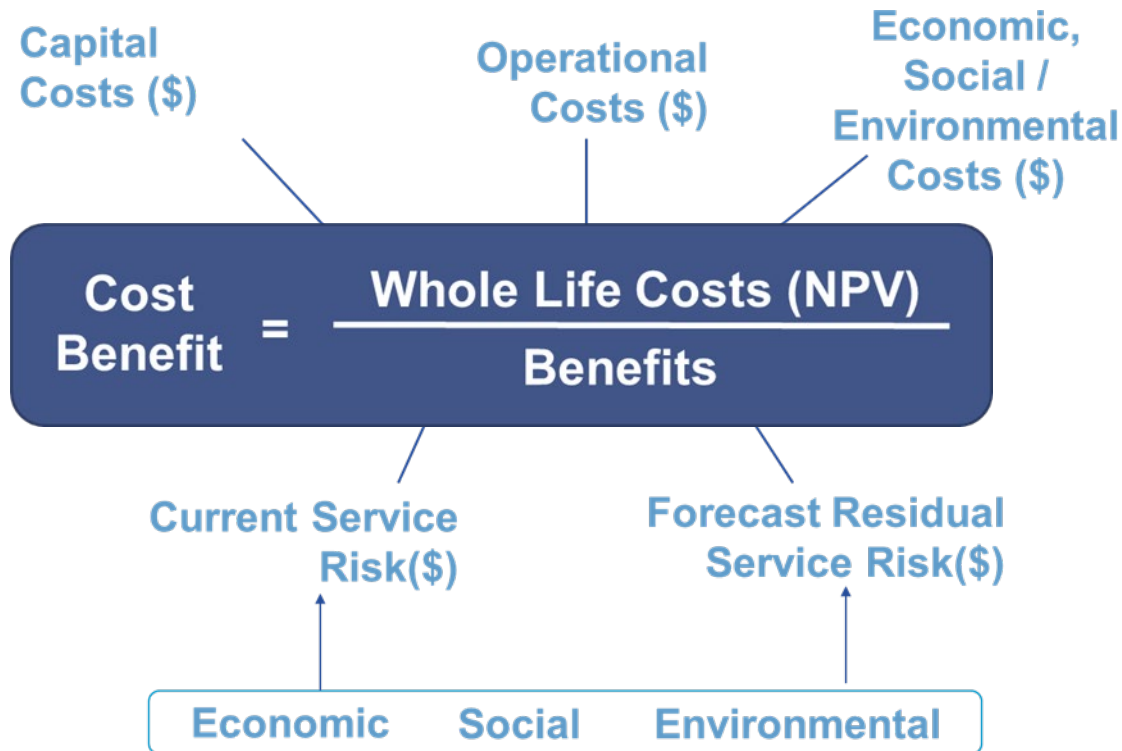 Capital
Costs ($)
Operational
Costs ($)
Economic,
Social /
Environmental
Costs ($)
Cost
Benefit
=
Whole Life Costs (NPV)
Benefits
Current Service
Risk($)
Forecast Residual
Service Risk($)
Economic Social Environmental